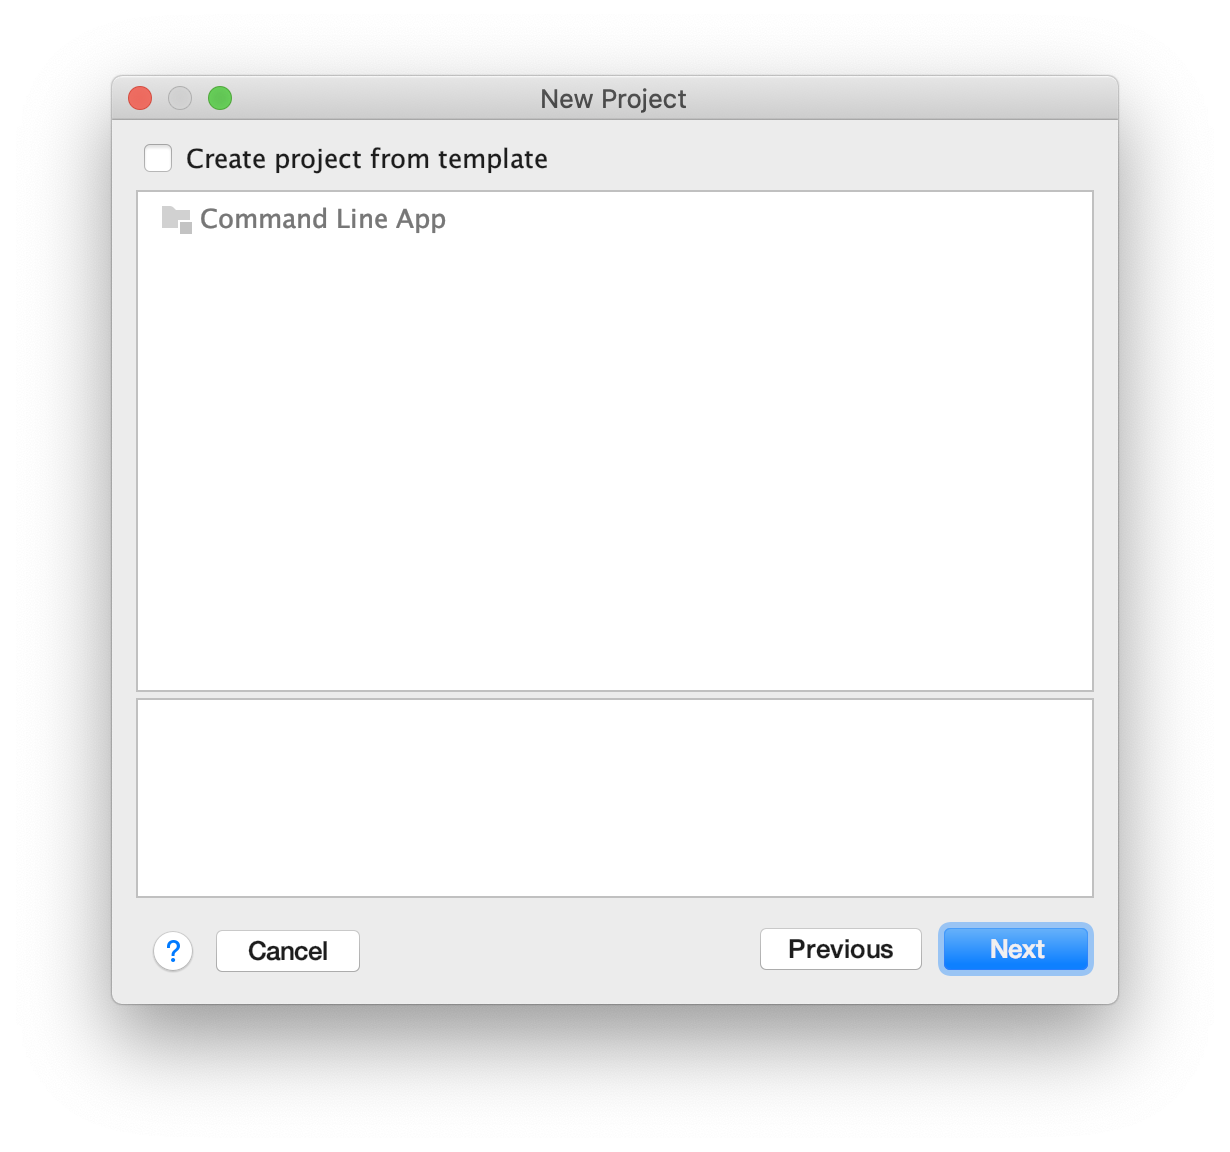 New Project
Create project from template
Command Line App
?
Cancel
Previous
Next